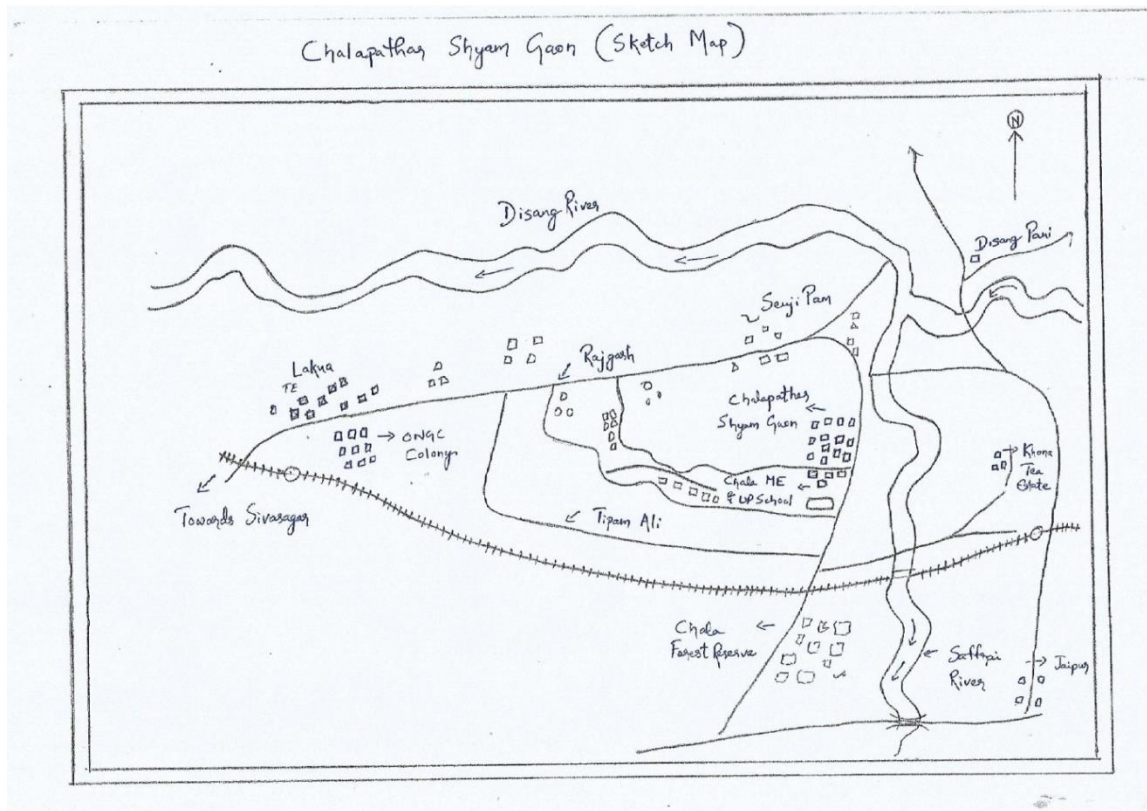 Chalapathar Shyam Gaon (Sketch Map)
N
Disang River
Disang Pani
Seuji Pam
Rajgarh
Lakua
TE
Chalapathar
Shyam Gaon
ONGC
Colony
Khona
Tea
Estate
Chala ME
& UP School
Towards Sivasagar
Tipam Ali
Chala
Forest Reserve
Saffrai
River
Jaipur